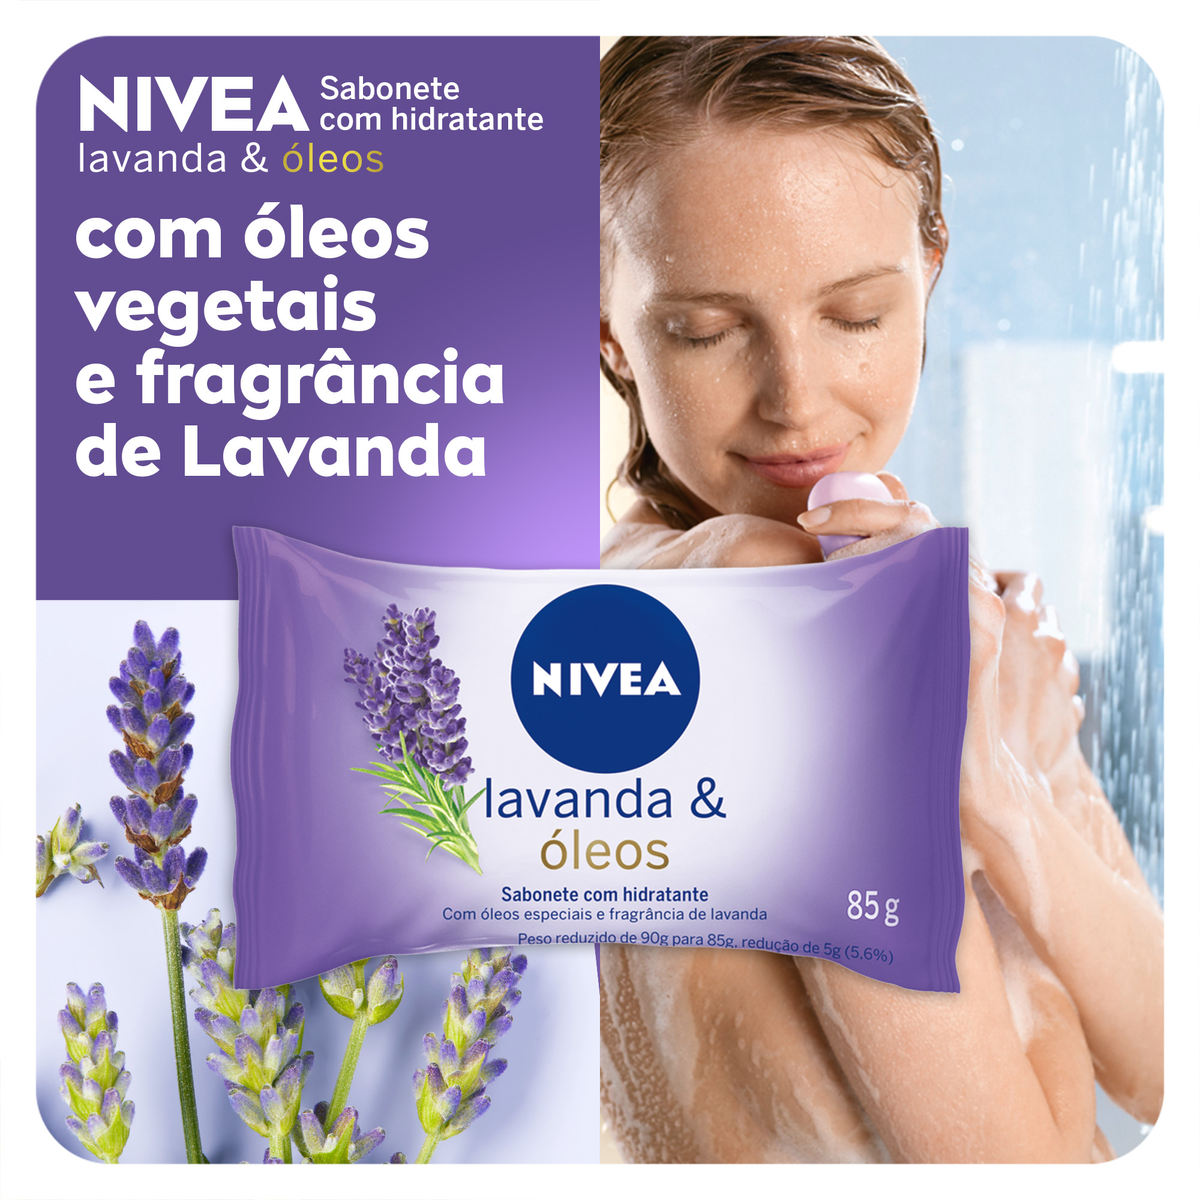 NIVEA Sabonete
com hidratante
lavanda & óleos
com óleos
vegetais
e fragrância
de Lavanda
NIVEA
lavanda &
óleos
Sabonete com hidratante
Com óleos especiais e fragrância de lavanda
85 g
Peso reduzido de 90g para 85g, redução de 5g (5.6%)